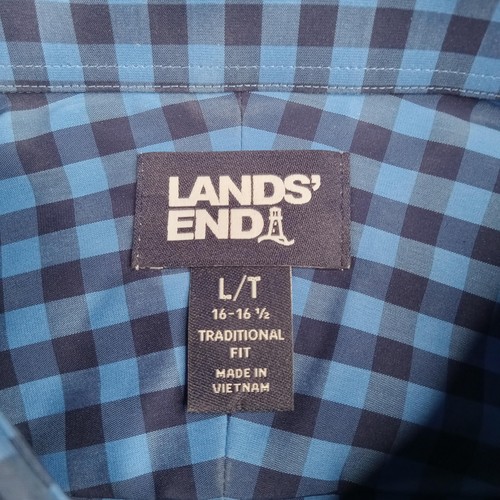 LANDS'
END
L/T
16-16 ½
TRADITIONAL
FIT
MADE IN
VIETNAM